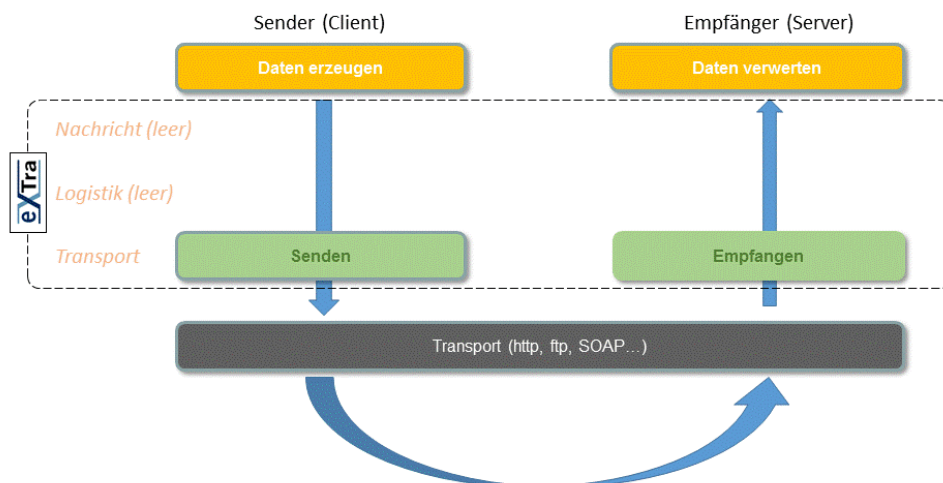 Sender (Client)
Empfänger (Server)
Daten erzeugen
Daten verwerten
Nachricht (leer)
eXTra
Logistik (leer)
Transport
Senden
Empfangen
Transport (http, ftp, SOAP…)